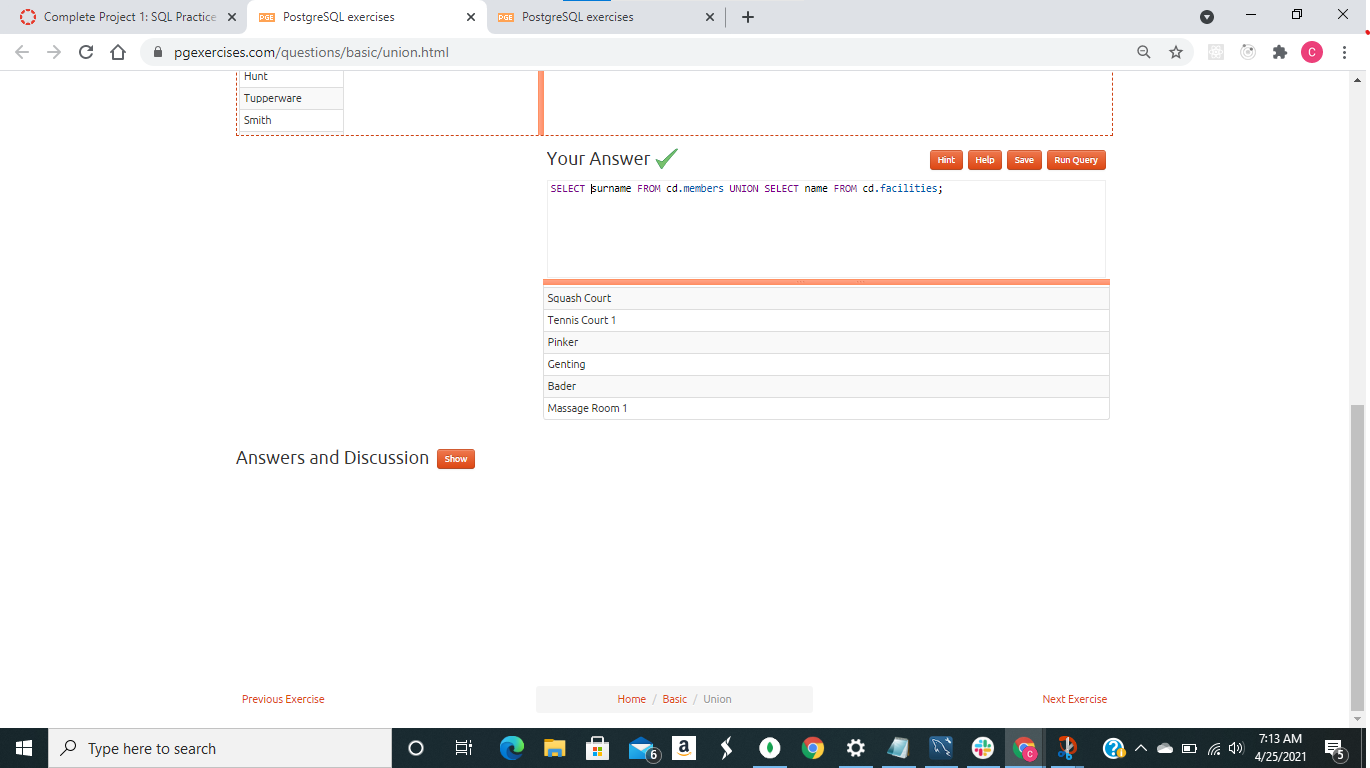 Complete Project 1: SQL Practice
PGE PostgreSQL exercises
PGE PostgreSQL exercises
pgexercises.com/questions/basic/union.html
C
Hunt
Tupperware
Smith
Your Answer
Hint
Help
Save
Run Query
SELECT surname FROM cd.members UNION SELECT name FROM cd.facilities;
Squash Court
Tennis Court 1
Pinker
Genting
Bader
Massage Room 1
Answers and Discussion
Show
Previous Exercise
Home / Basic / Union
Next Exercise
Type here to search
6
a
C
7:13 AM
4/25/2021
5